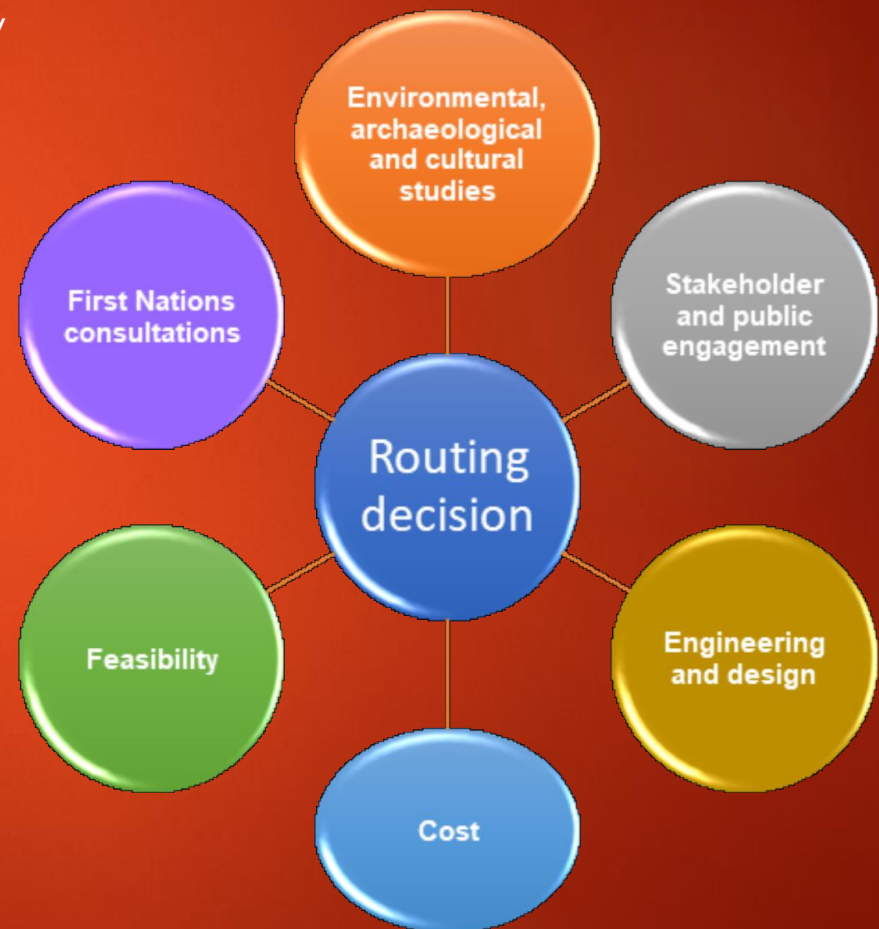 Environmental,
archaeological
and cultural
studies
Stakeholder
and public
engagement
Engineering
and design
Cost
Feasibility
First Nations
consultations
Routing
decision